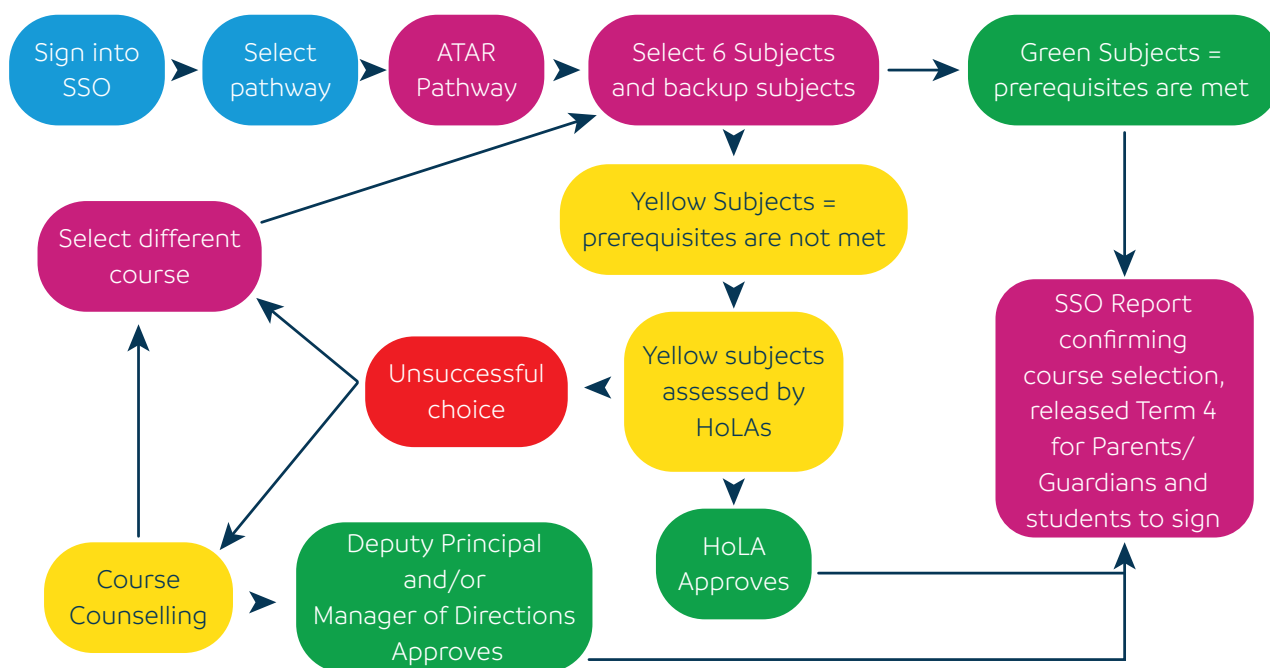 Sign into
SSO
Select
pathway
ATAR
Pathway
Select 6 Subjects
and backup subjects
Green Subjects =
prerequisites are met
Yellow Subjects =
prerequisites are not met
Select different
course
SSO Report
confirming
course selection,
released Term 4
for Parents/
Guardians and
students to sign
Yellow subjects
assessed by
HoLAs
Unsuccessful
choice
HoLA
Approves
Course
Counselling
Deputy Principal
and/or
Manager of Directions
Approves